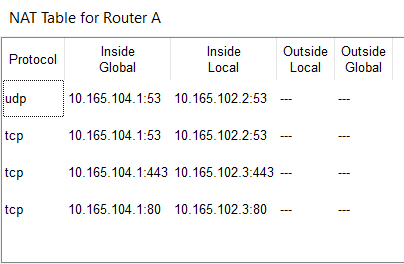 NAT Table for Router A
Protocol Inside Global Inside Local Outside Local Outside Global
udp 10.165.104.1:53 10.165.102.2:53 --- ---
tcp 10.165.104.1:53 10.165.102.2:53 --- ---
tcp 10.165.104.1:443 10.165.102.3:443 --- ---
tcp 10.165.104.1:80 10.165.102.3:80 --- ---